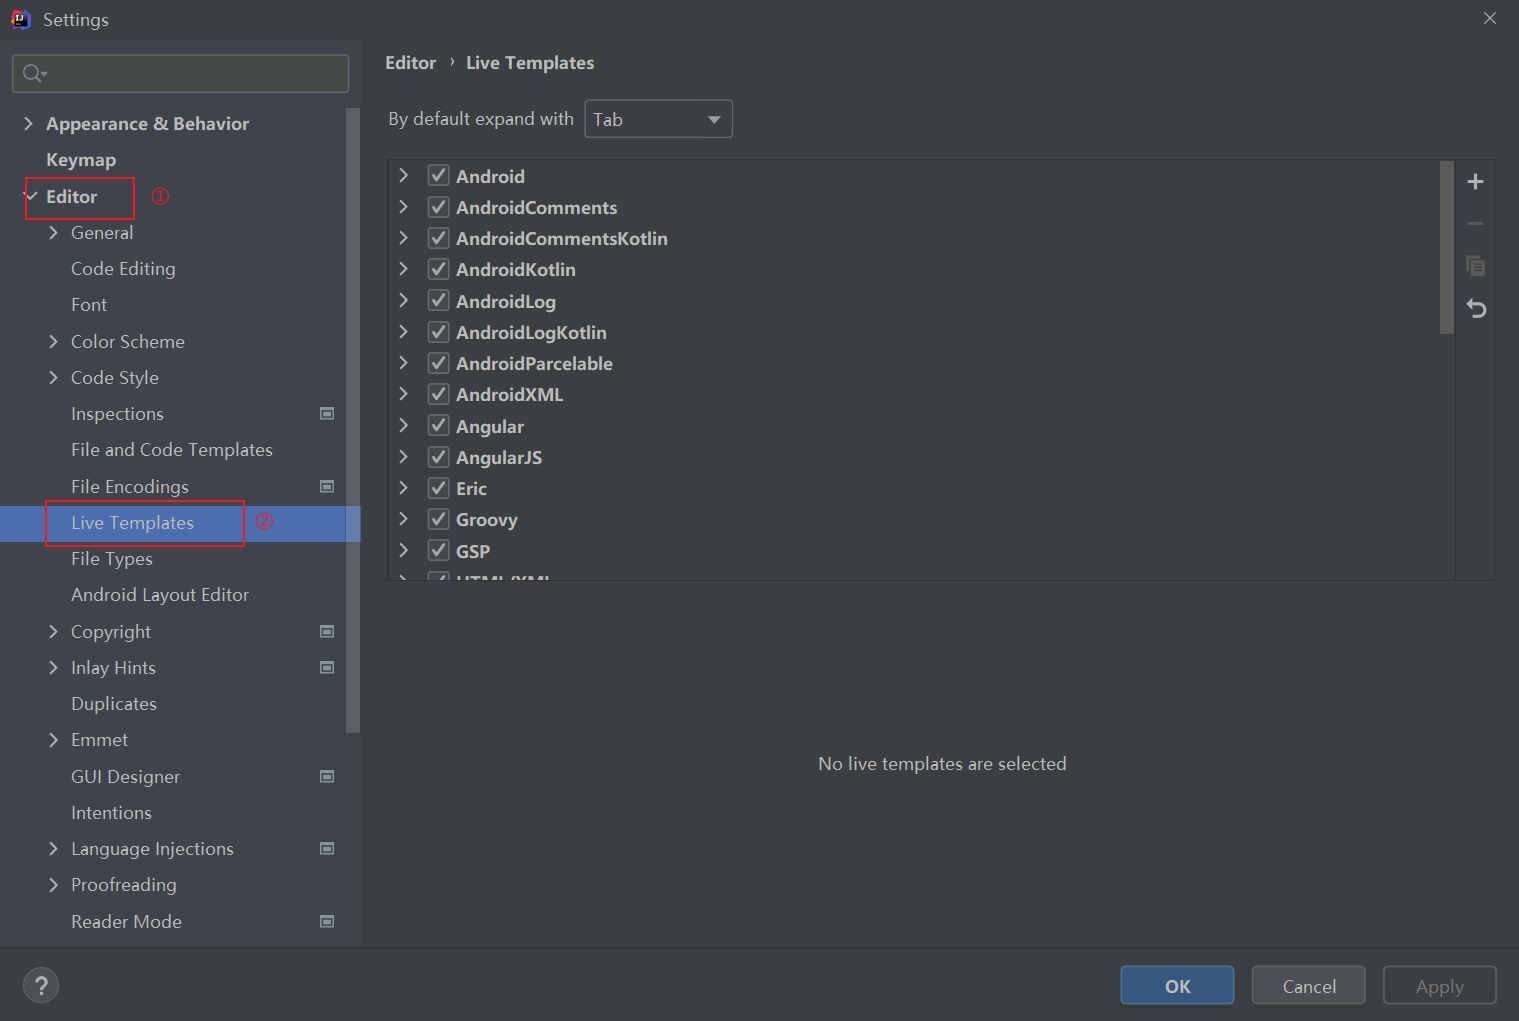 Settings
Appearance & Behavior
Keymap
Editor ①
General
Code Editing
Font
Color Scheme
Code Style
Inspections
File and Code Templates
File Encodings
Live Templates ②
File Types
Android Layout Editor
Copyright
Inlay Hints
Duplicates
Emmet
GUI Designer
Intentions
Language Injections
Proofreading
Reader Mode
Editor › Live Templates
By default expand with Tab
Android
AndroidComments
AndroidCommentsKotlin
AndroidKotlin
AndroidLog
AndroidLogKotlin
AndroidParcelable
AndroidXML
Angular
AngularJS
Eric
Groovy
GSP
HTML/XML
No live templates are selected
?
OK Cancel Apply